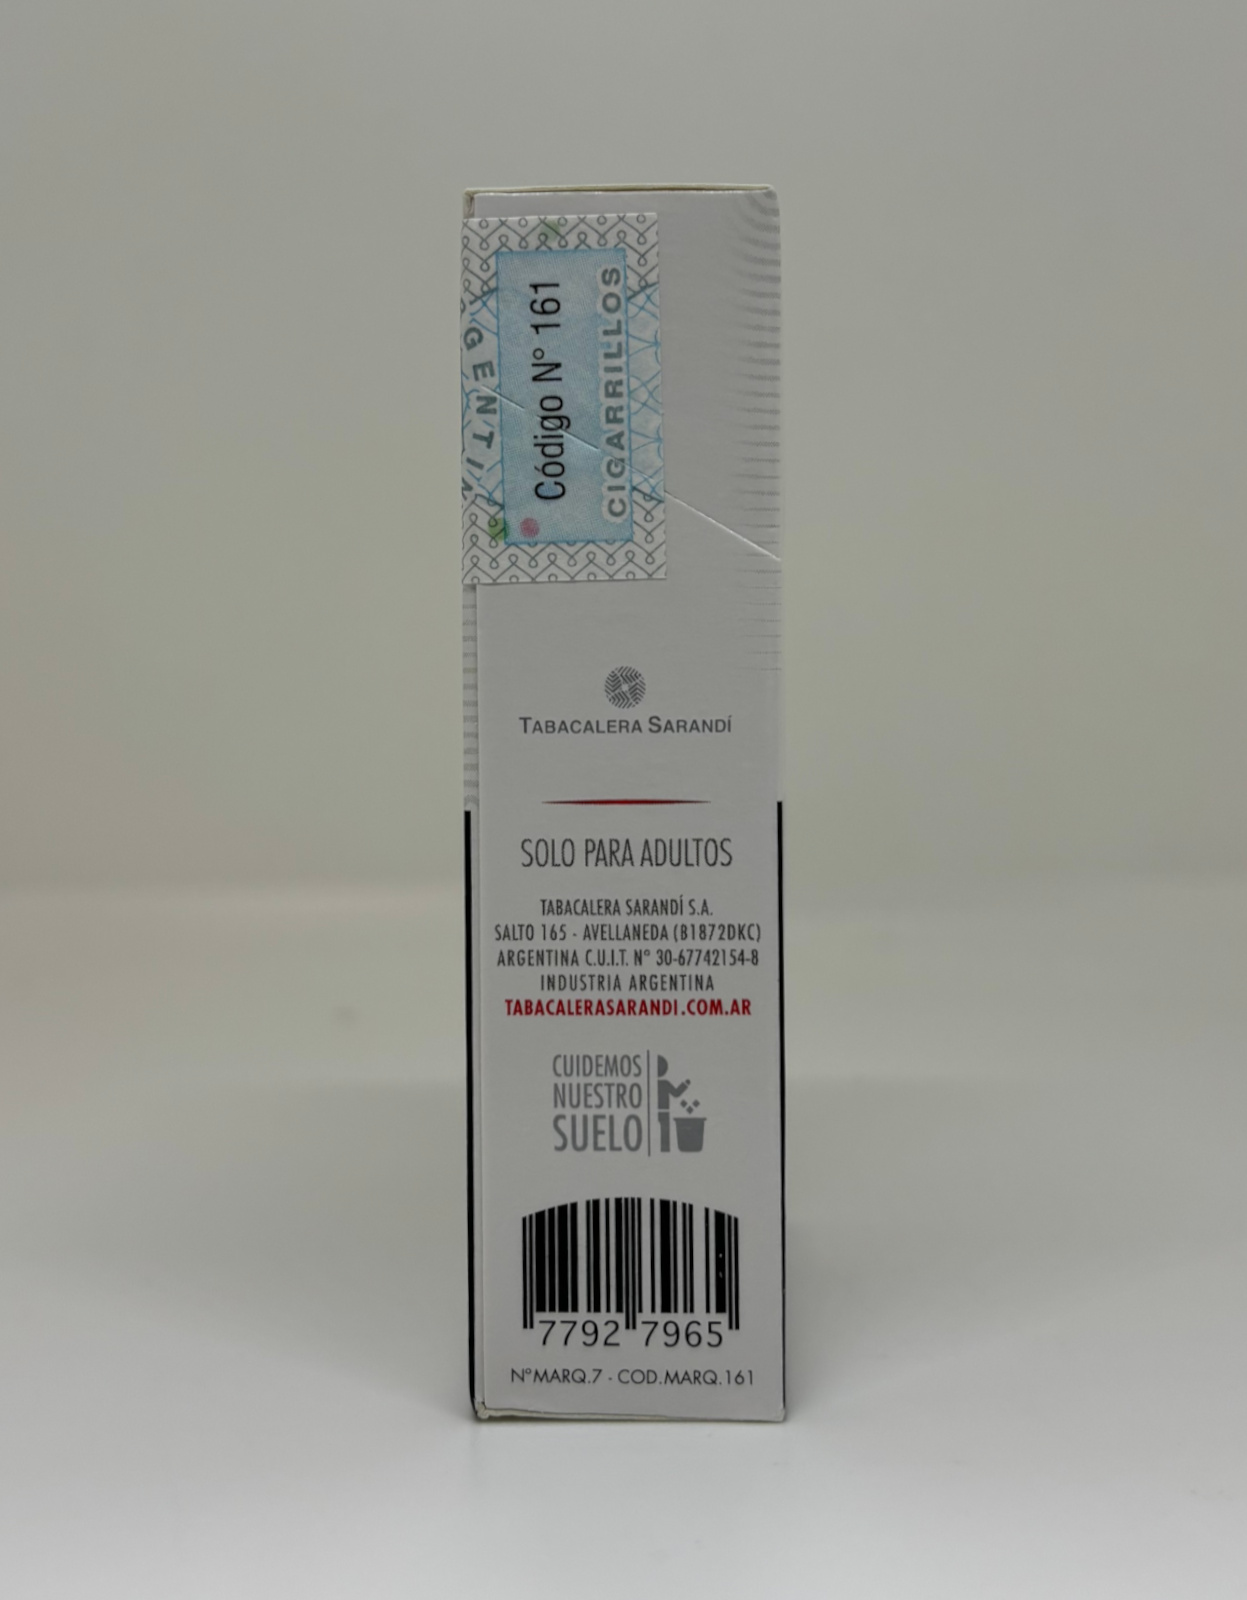 GENTI
Código N° 161
CIGARRILLOS
TABACALERA SARANDÍ
SOLO PARA ADULTOS
TABACALERA SARANDÍ S.A.
SALTO 165 - AVELLANEDA (B1872DKC)
ARGENTINA C.U.I.T. N° 30-67742154-8
INDUSTRIA ARGENTINA
TABACALERASARANDI.COM.AR
CUIDEMOS
NUESTRO
SUELO
7792 7965
N°MARQ.7 - COD.MARQ.161